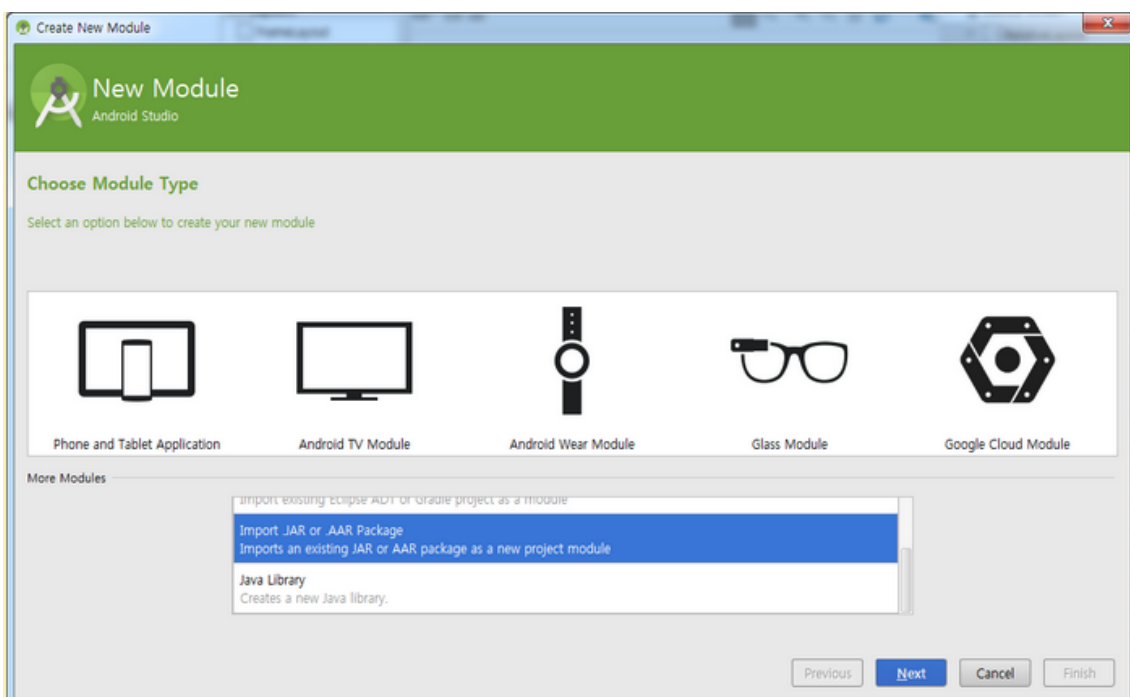 Create New Module
New Module
Android Studio
Choose Module Type
Select an option below to create your new module
Phone and Tablet Application
Android TV Module
Android Wear Module
Glass Module
Google Cloud Module
More Modules
Import existing Eclipse ADT or Gradle project as a module
Import .JAR or .AAR Package
Imports an existing JAR or AAR package as a new project module
Java Library
Creates a new Java library.
Previous
Next
Cancel
Finish